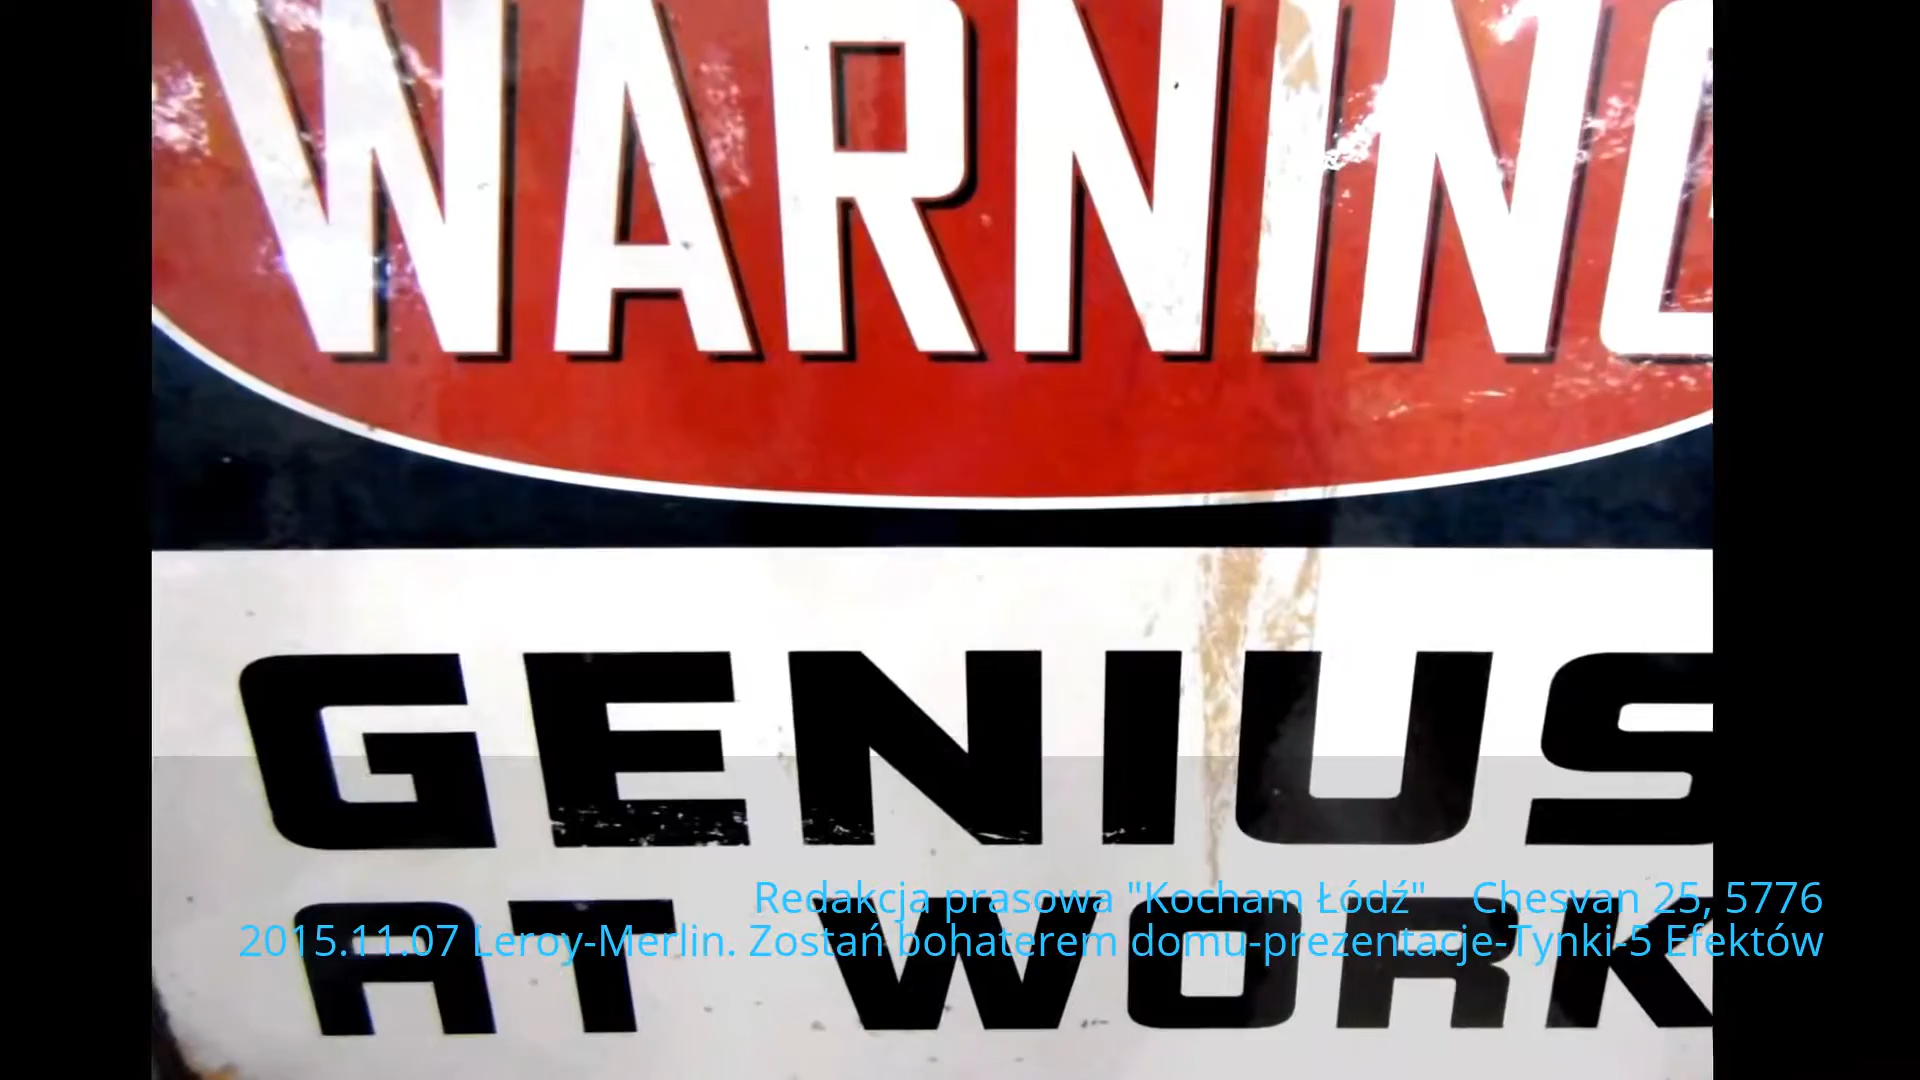 WARNING
GENIUS
AT WORK
Redakcja prasowa "Kocham Łódź" Chesvan 25, 5776
2015.11.07 Leroy-Merlin. Zostań bohaterem domu-prezentacje-Tynki-5 Efektów